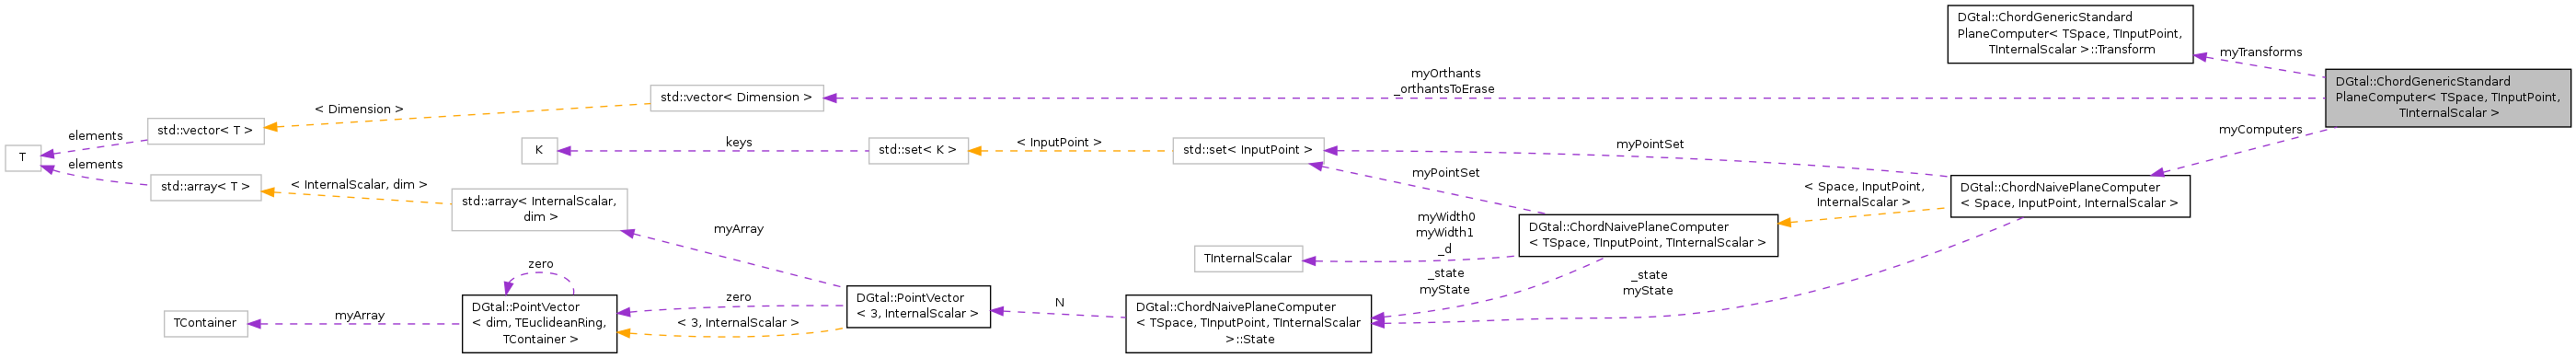 T
elements
elements
std::vector< T >
std::array< T >
< Dimension >
< InternalScalar, dim >
TContainer
myArray
std::array< InternalScalar,
dim >
zero
DGtal::PointVector
< dim, TEuclideanRing,
TContainer >
K
keys
std::vector< Dimension >
myArray
zero
< 3, InternalScalar >
std::set< K >
DGtal::PointVector
< 3, InternalScalar >
< InputPoint >
N
std::set< InputPoint >
TInternalScalar
DGtal::ChordNaivePlaneComputer
< TSpace, TInputPoint, TInternalScalar
>::State
myOrthants
_orthantsToErase
myPointSet
myWidth0
myWidth1
_d
_state
myState
myPointSet
DGtal::ChordNaivePlaneComputer
< TSpace, TInputPoint, TInternalScalar >
_state
myState
< Space, InputPoint,
InternalScalar >
DGtal::ChordGenericStandard
PlaneComputer< TSpace, TInputPoint,
TInternalScalar >::Transform
DGtal::ChordNaivePlaneComputer
< Space, InputPoint, InternalScalar >
myTransforms
myComputers
DGtal::ChordGenericStandard
PlaneComputer< TSpace, TInputPoint,
TInternalScalar >